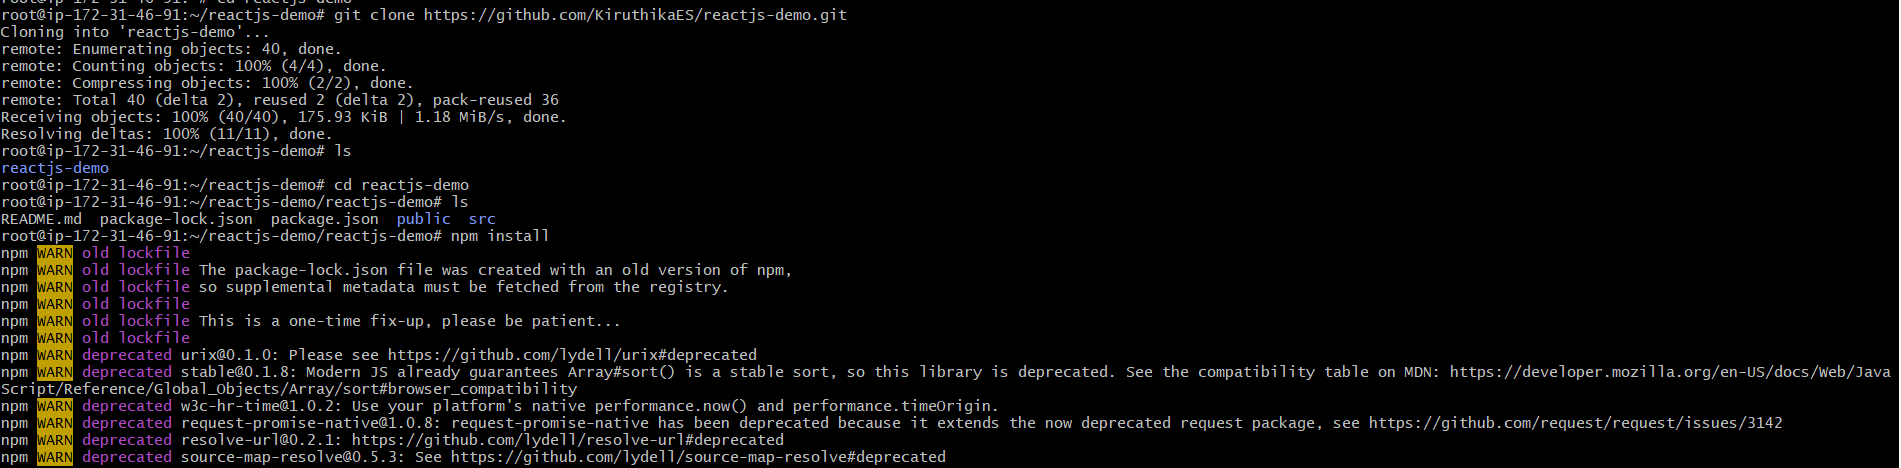 root@ip-172-31-46-91:~# cd reactjs-demo
root@ip-172-31-46-91:~/reactjs-demo# git clone https://github.com/KiruthikaES/reactjs-demo.git
Cloning into 'reactjs-demo'...
remote: Enumerating objects: 40, done.
remote: Counting objects: 100% (4/4), done.
remote: Compressing objects: 100% (2/2), done.
remote: Total 40 (delta 2), reused 2 (delta 2), pack-reused 36
Receiving objects: 100% (40/40), 175.93 KiB | 1.18 MiB/s, done.
Resolving deltas: 100% (11/11), done.
root@ip-172-31-46-91:~/reactjs-demo# ls
reactjs-demo
root@ip-172-31-46-91:~/reactjs-demo# cd reactjs-demo
root@ip-172-31-46-91:~/reactjs-demo/reactjs-demo# ls
README.md  package-lock.json  package.json  public  src
root@ip-172-31-46-91:~/reactjs-demo/reactjs-demo# npm install
npm WARN old lockfile
npm WARN old lockfile The package-lock.json file was created with an old version of npm,
npm WARN old lockfile so supplemental metadata must be fetched from the registry.
npm WARN old lockfile
npm WARN old lockfile This is a one-time fix-up, please be patient...
npm WARN old lockfile
npm WARN deprecated urix@0.1.0: Please see https://github.com/lydell/urix#deprecated
npm WARN deprecated stable@0.1.8: Modern JS already guarantees Array#sort() is a stable sort, so this library is deprecated. See the compatibility table on MDN: https://developer.mozilla.org/en-US/docs/Web/Java
Script/Reference/Global_Objects/Array/sort#browser_compatibility
npm WARN deprecated w3c-hr-time@1.0.2: Use your platform's native performance.now() and performance.timeOrigin.
npm WARN deprecated request-promise-native@1.0.8: request-promise-native has been deprecated because it extends the now deprecated request package, see https://github.com/request/request/issues/3142
npm WARN deprecated resolve-url@0.2.1: https://github.com/lydell/resolve-url#deprecated
npm WARN deprecated source-map-resolve@0.5.3: See https://github.com/lydell/source-map-resolve#deprecated